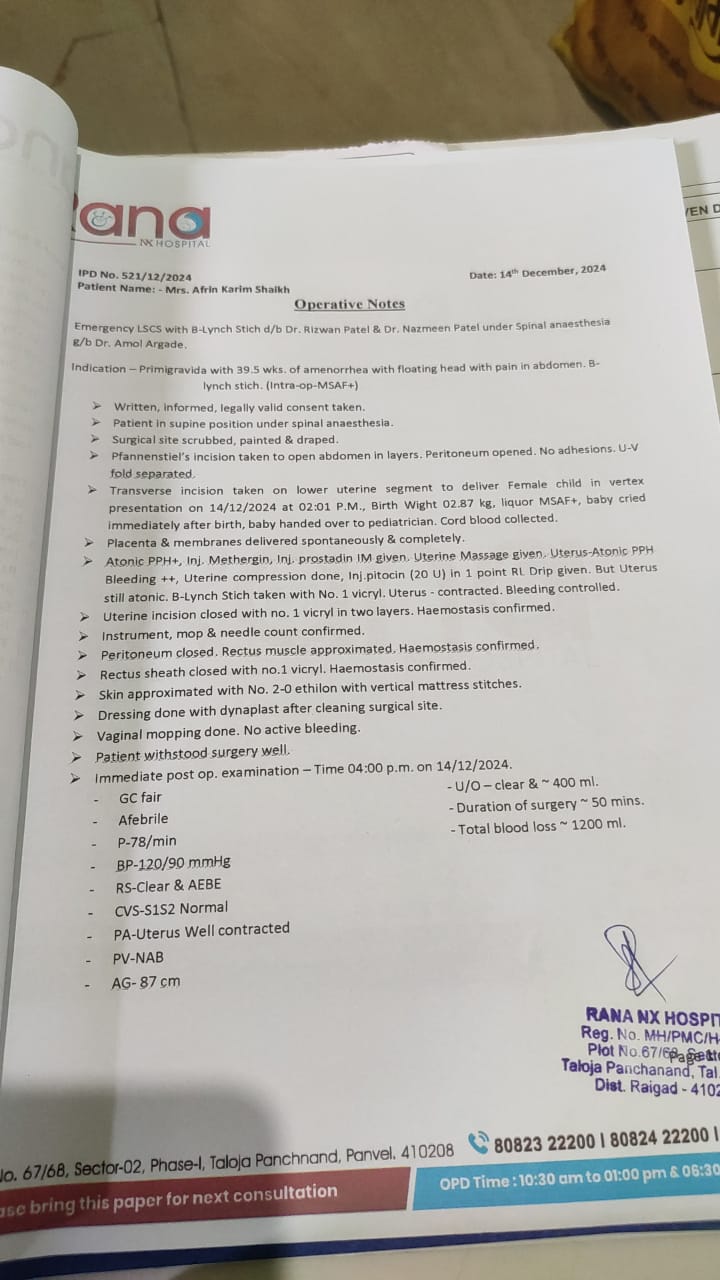 Rana
NX HOSPITAL
VEN D
IPD No. 521/12/2024
Date: 14th December, 2024
Patient Name: - Mrs. Afrin Karim Shaikh
Operative Notes
Emergency LSCS with B-Lynch Stich d/b Dr. Rizwan Patel & Dr. Nazmeen Patel under Spinal anaesthesia
g/b Dr. Amol Argade.
Indication – Primigravida with 39.5 wks. of amenorrhea with floating head with pain in abdomen. B-
lynch stich. (Intra-op-MSAF+)
➤ Written, informed, legally valid consent taken.
➤ Patient in supine position under spinal anaesthesia.
➤ Surgical site scrubbed, painted & draped.
➤ Pfannenstiel's incision taken to open abdomen in layers. Peritoneum opened. No adhesions. U-V
fold separated.
➤ Transverse incision taken on lower uterine segment to deliver Female child in vertex
presentation on 14/12/2024 at 02:01 P.M., Birth Wight 02.87 kg, liquor MSAF+, baby cried
immediately after birth, baby handed over to pediatrician. Cord blood collected.
➤ Placenta & membranes delivered spontaneously & completely.
➤ Atonic PPH+, Inj. Methergin, Inj. prostadin IM given. Uterine Massage given. Uterus-Atonic PPH
Bleeding ++, Uterine compression done, Inj.pitocin (20 U) in 1 point RL Drip given. But Uterus
still atonic. B-Lynch Stich taken with No. 1 vicryl. Uterus - contracted. Bleeding controlled.
➤ Uterine incision closed with no. 1 vicryl in two layers. Haemostasis confirmed.
➤ Instrument, mop & needle count confirmed.
➤ Peritoneum closed. Rectus muscle approximated. Haemostasis confirmed.
➤ Rectus sheath closed with no.1 vicryl. Haemostasis confirmed.
➤ Skin approximated with No. 2-0 ethilon with vertical mattress stitches.
➤ Dressing done with dynaplast after cleaning surgical site.
➤ Vaginal mopping done. No active bleeding.
➤ Patient withstood surgery well.
➤ Immediate post op. examination – Time 04:00 p.m. on 14/12/2024.
- GC fair
- U/O – clear & ~ 400 ml.
- Afebrile
- Duration of surgery ~ 50 mins.
- P-78/min
- Total blood loss ~ 1200 ml.
- BP-120/90 mmHg
- RS-Clear & AEBE
- CVS-S1S2 Normal
- PA-Uterus Well contracted
- PV-NAB
- AG- 87 cm
RANA NX HOSPIT
Reg. No. MH/PMC/H
Plot No.67/68,
Taloja Panchanand, Tal.
Dist. Raigad - 4102
No. 67/68, Sector-02, Phase-I, Taloja Panchnand, Panvel. 410208
80823 22200 I 80824 22200 I
ase bring this paper for next consultation
OPD Time : 10:30 am to 01:00 pm & 06:30